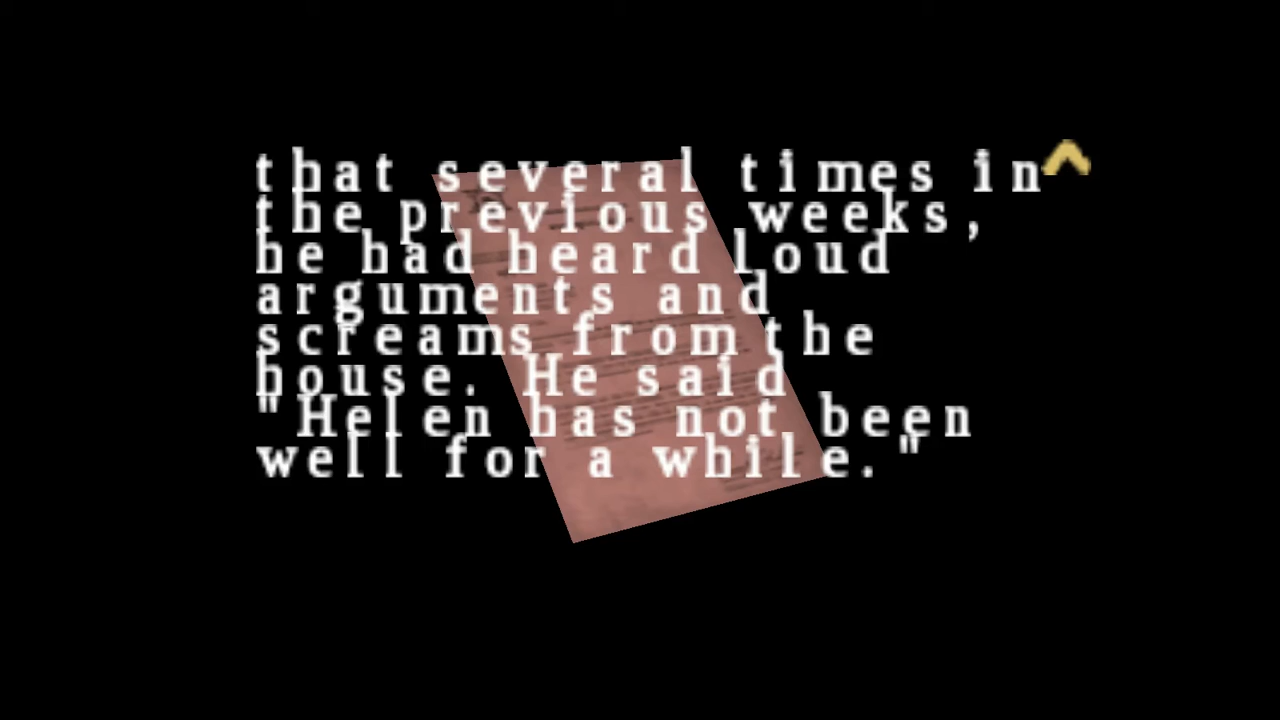 that several times in
the previous weeks,
he had heard loud
arguments and
screams from the
house. He said
"Helen has not been
well for a while."